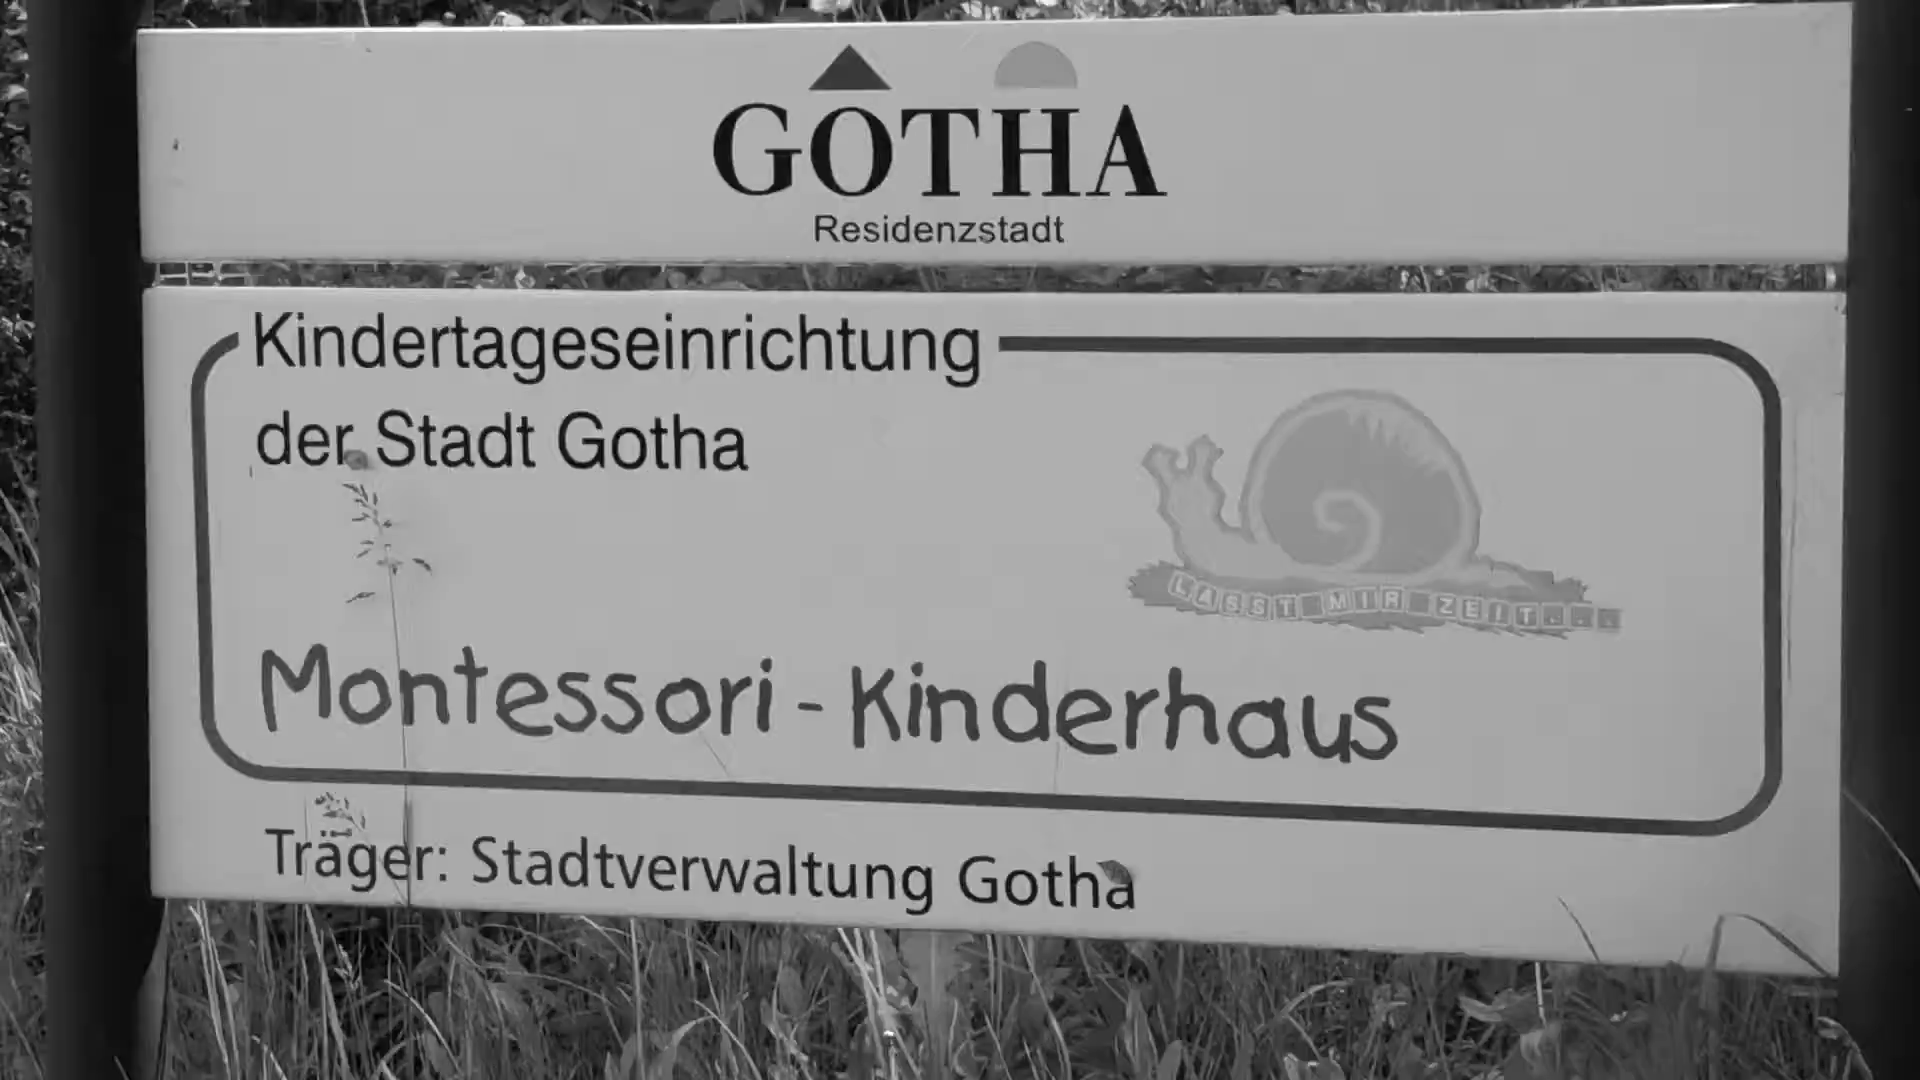 GOTHA
Residenzstadt
Kindertageseinrichtung
der Stadt Gotha
LASST MIR ZEIT...
Montessori - Kinderhaus
Träger: Stadtverwaltung Gotha